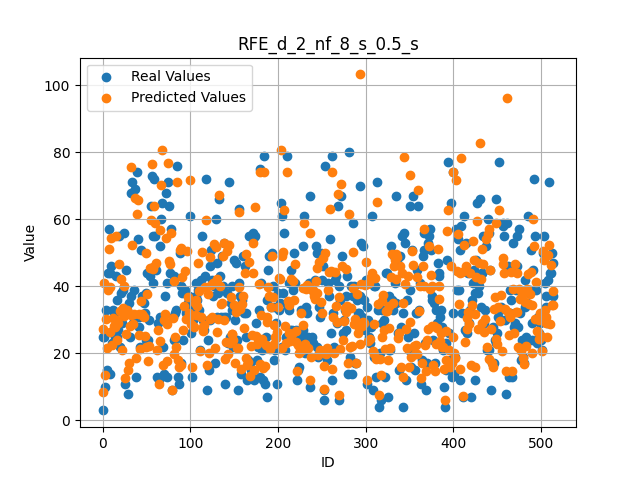 RFE_d_2_nf_8_s_0.5_s
Real Values
Predicted Values
100
80
60
40
20
0
Value
0 100 200 300 400 500
ID